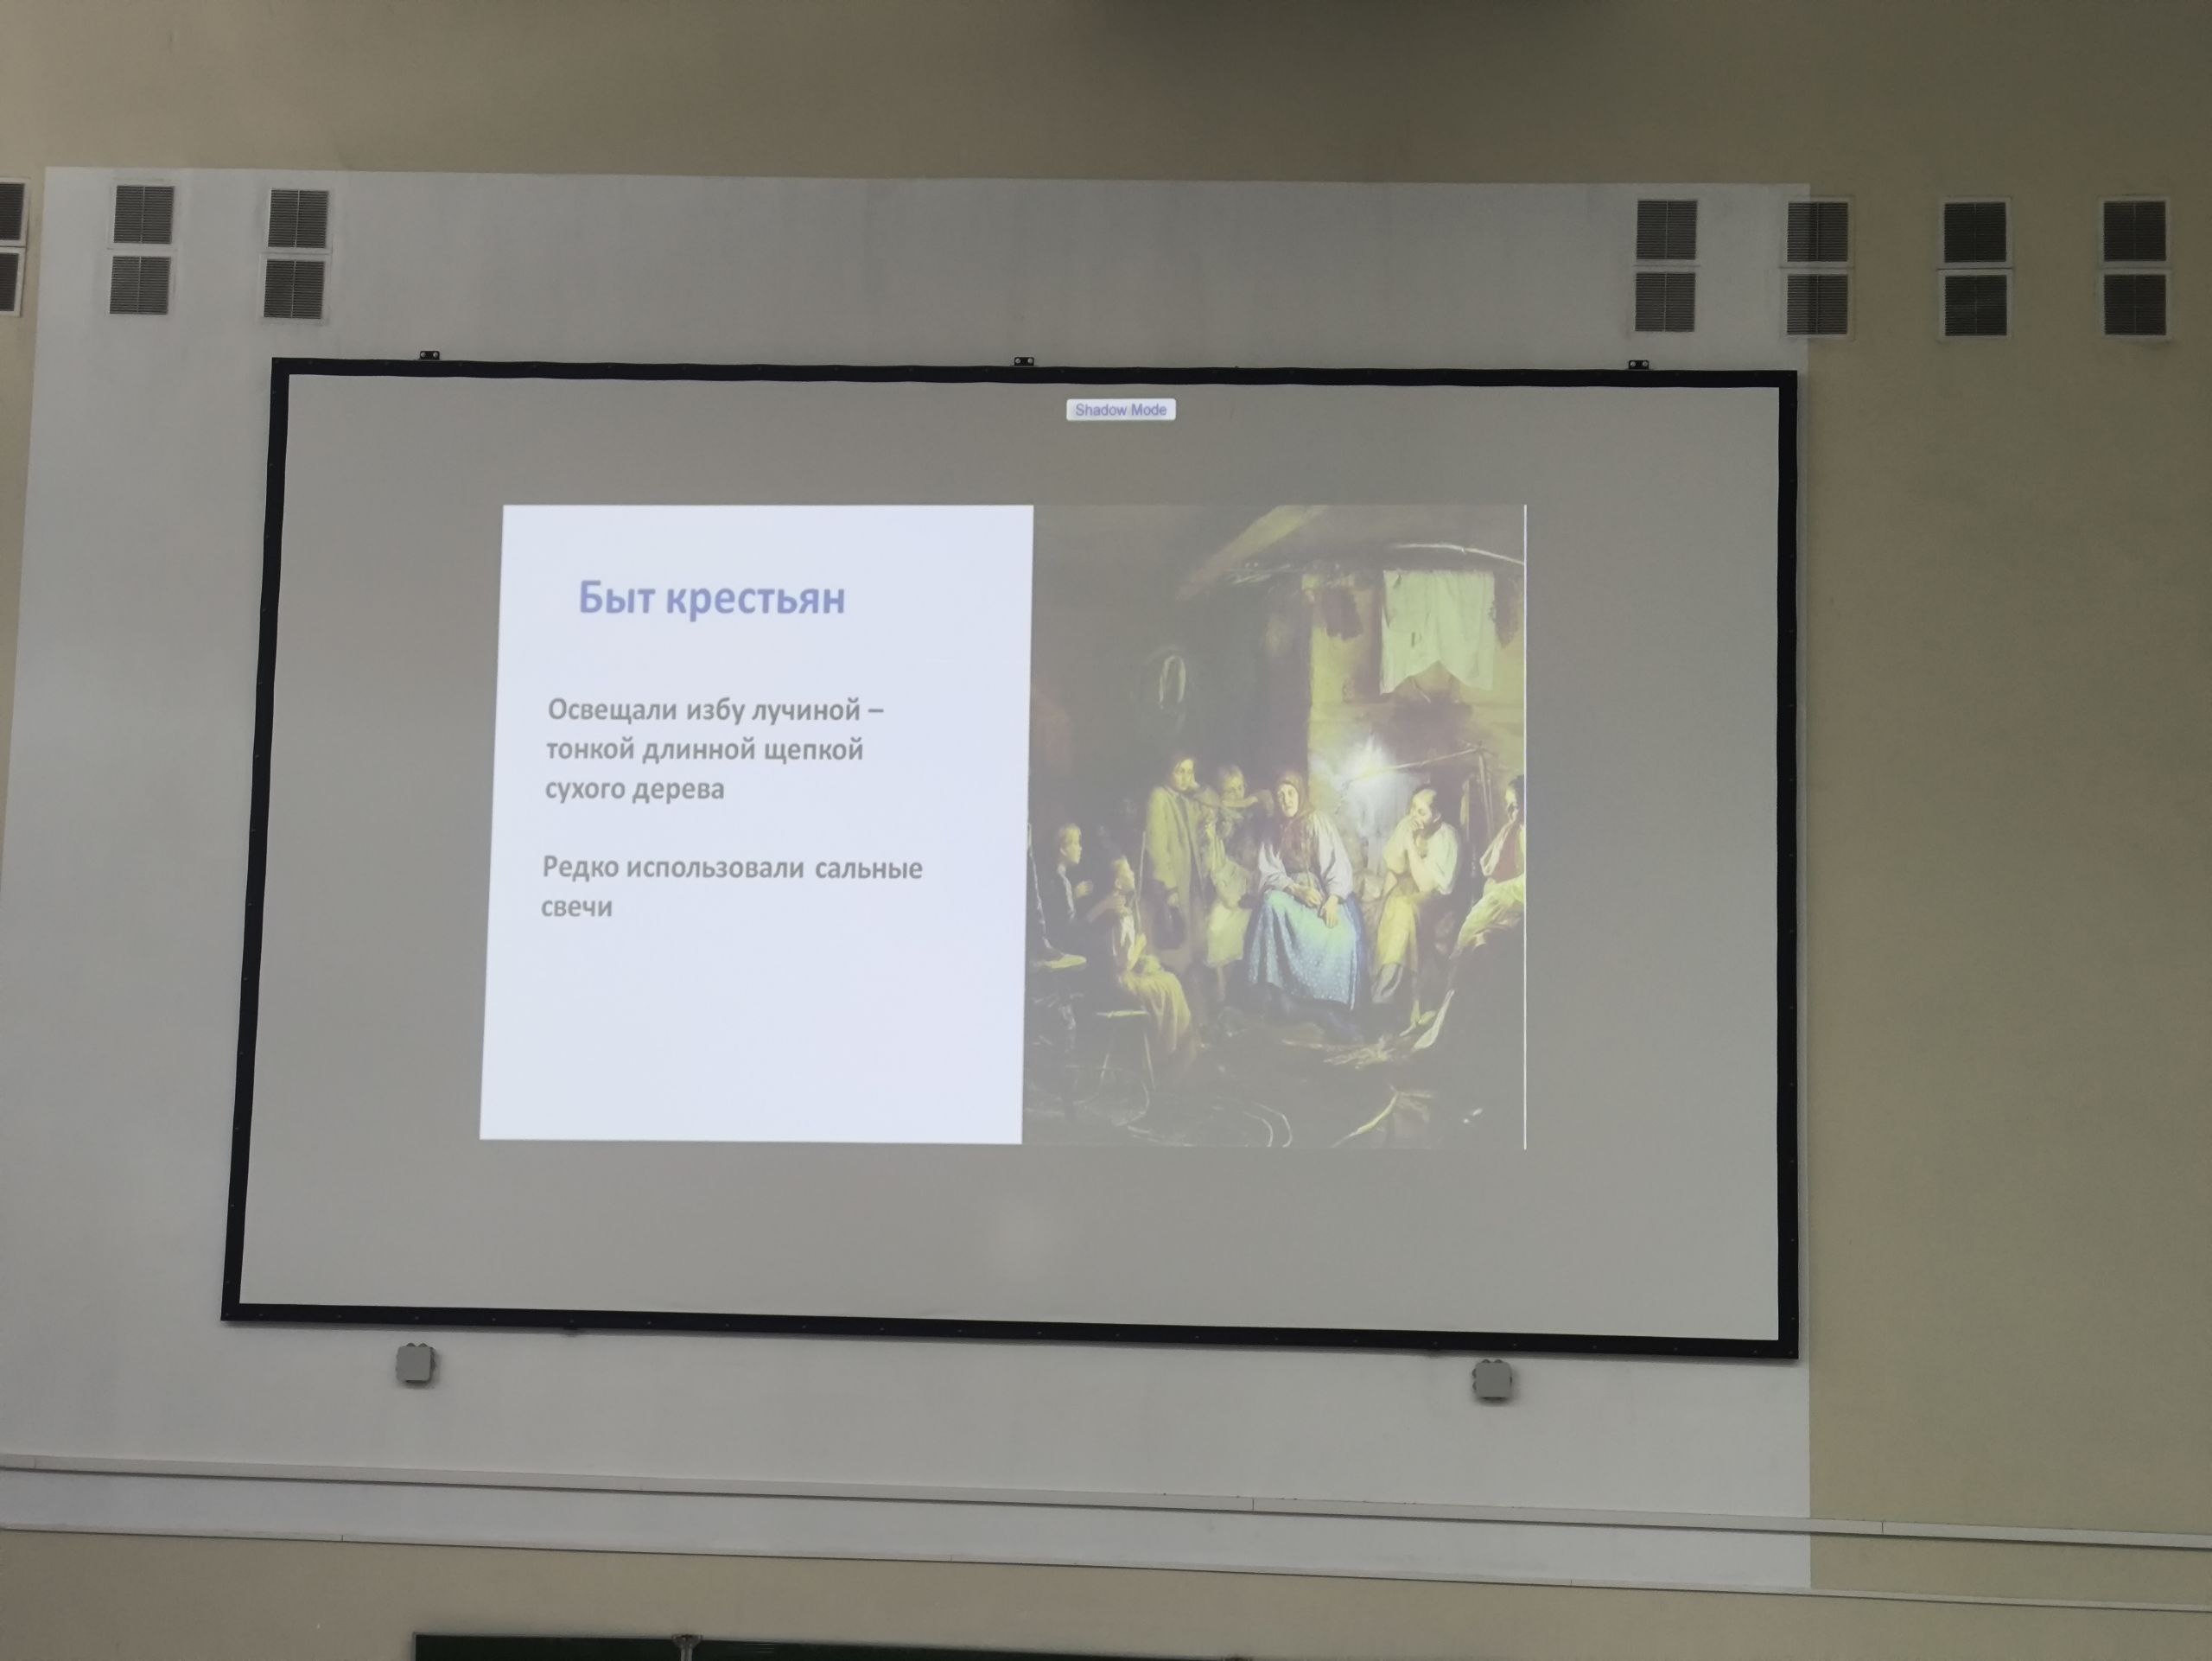 Shadow Mode
Быт крестьян
Освещали избу лучиной –
тонкой длинной щепкой
сухого дерева
Редко использовали сальные
свечи